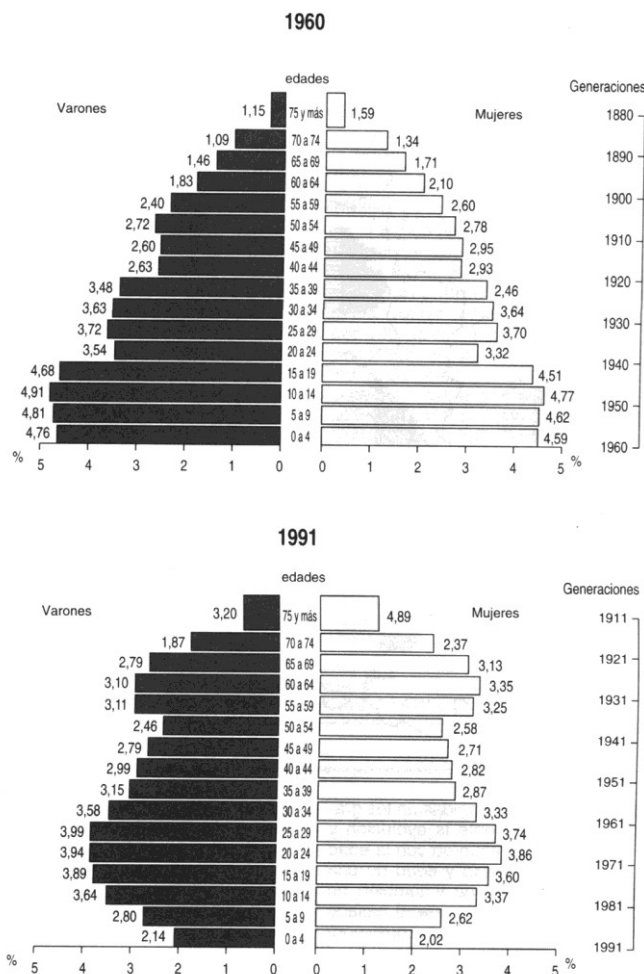 1960
edades
Varones Mujeres Generaciones
1,15 75 y más 1,59 1880
1,09 70 a 74 1,34
1,46 65 a 69 1,71 1890
1,83 60 a 64 2,10
2,40 55 a 59 2,60 1900
2,72 50 a 54 2,78
2,60 45 a 49 2,95 1910
2,63 40 a 44 2,93
3,48 35 a 39 2,46 1920
3,63 30 a 34 3,64
3,72 25 a 29 3,70 1930
3,54 20 a 24 3,32
4,68 15 a 19 4,51 1940
4,91 10 a 14 4,77
4,81 5 a 9 4,62 1950
4,76 0 a 4 4,59 1960
% 5 4 3 2 1 0 0 1 2 3 4 5 %
1991
edades
Varones Mujeres Generaciones
3,20 75 y más 4,89 1911
1,87 70 a 74 2,37
2,79 65 a 69 3,13 1921
3,10 60 a 64 3,35
3,11 55 a 59 3,25 1931
2,46 50 a 54 2,58
2,79 45 a 49 2,71 1941
2,99 40 a 44 2,82
3,15 35 a 39 2,87 1951
3,58 30 a 34 3,33
3,99 25 a 29 3,74 1961
3,94 20 a 24 3,86
3,89 15 a 19 3,60 1971
3,64 10 a 14 3,37
2,80 5 a 9 2,62 1981
2,14 0 a 4 2,02 1991
% 5 4 3 2 1 0 0 1 2 3 4 5 %